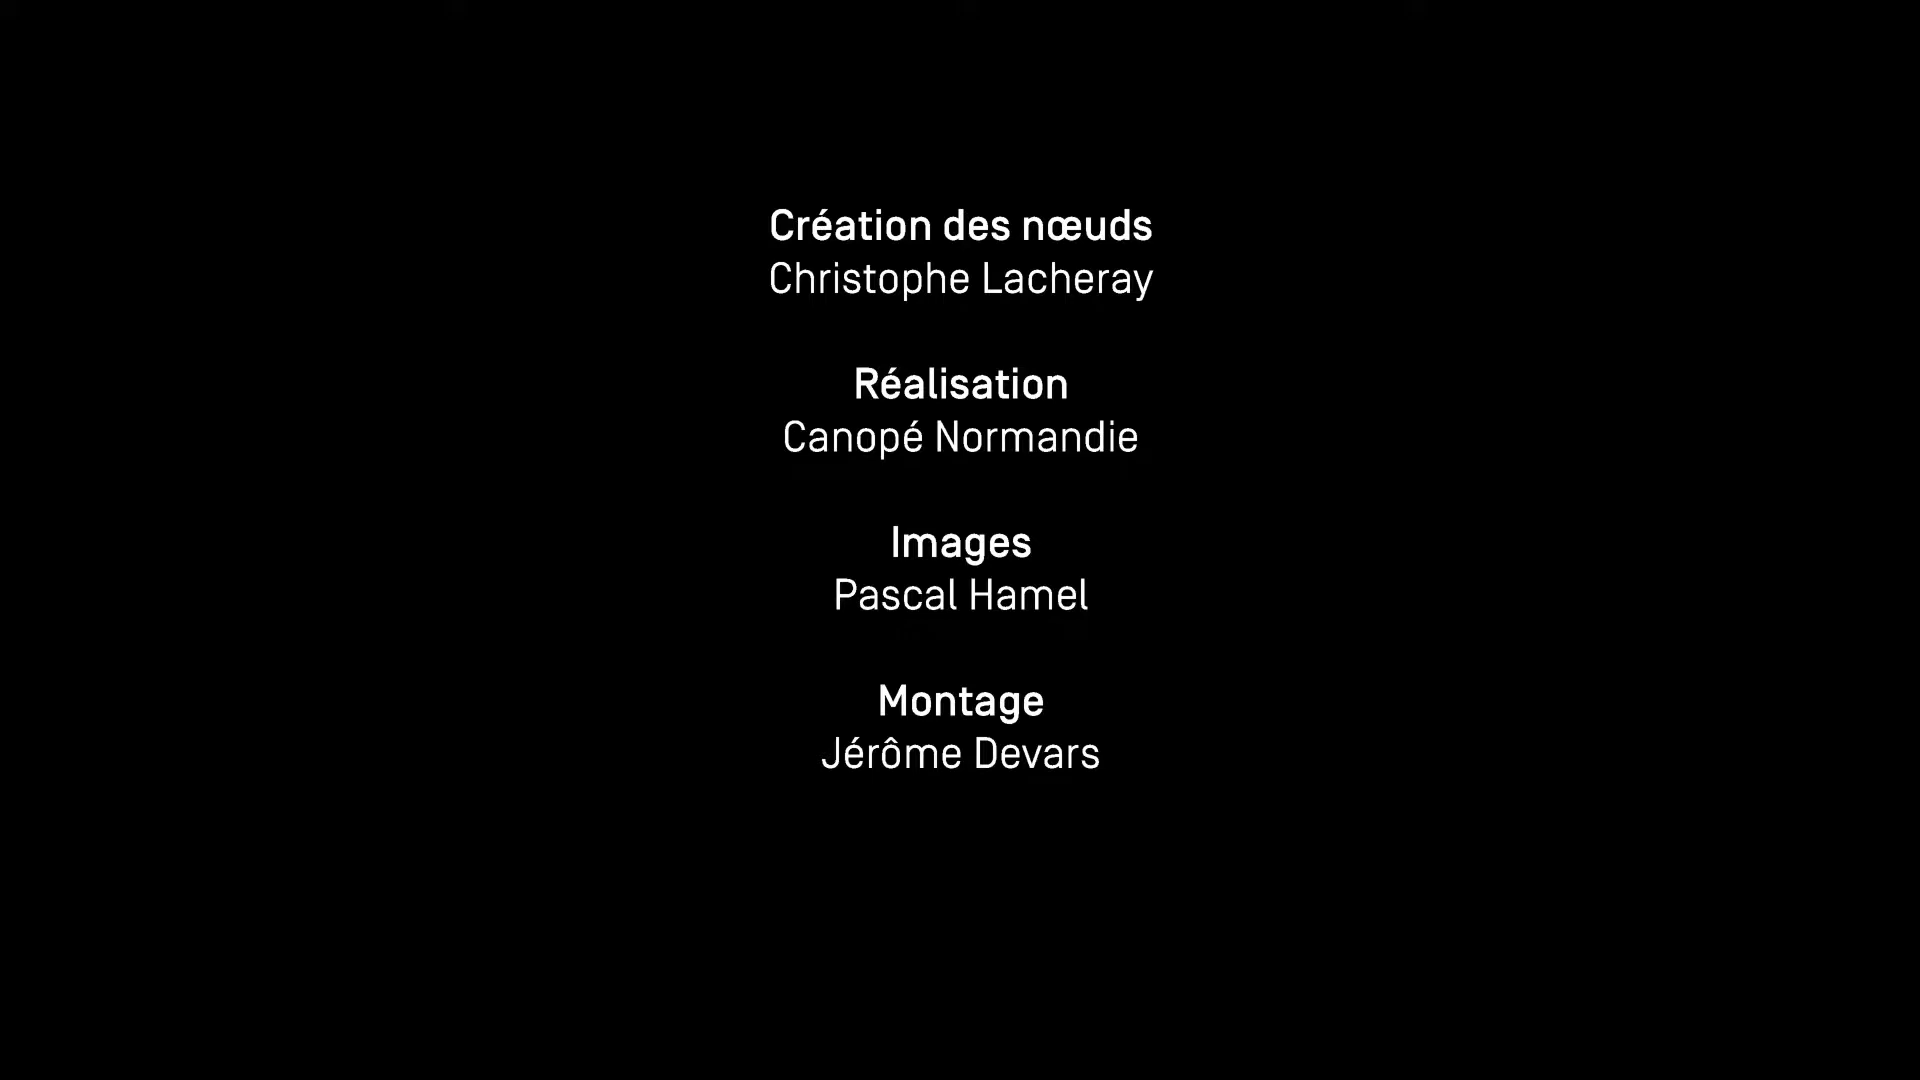 Création des nœuds
Christophe Lacheray
Réalisation
Canopé Normandie
Images
Pascal Hamel
Montage
Jérôme Devars